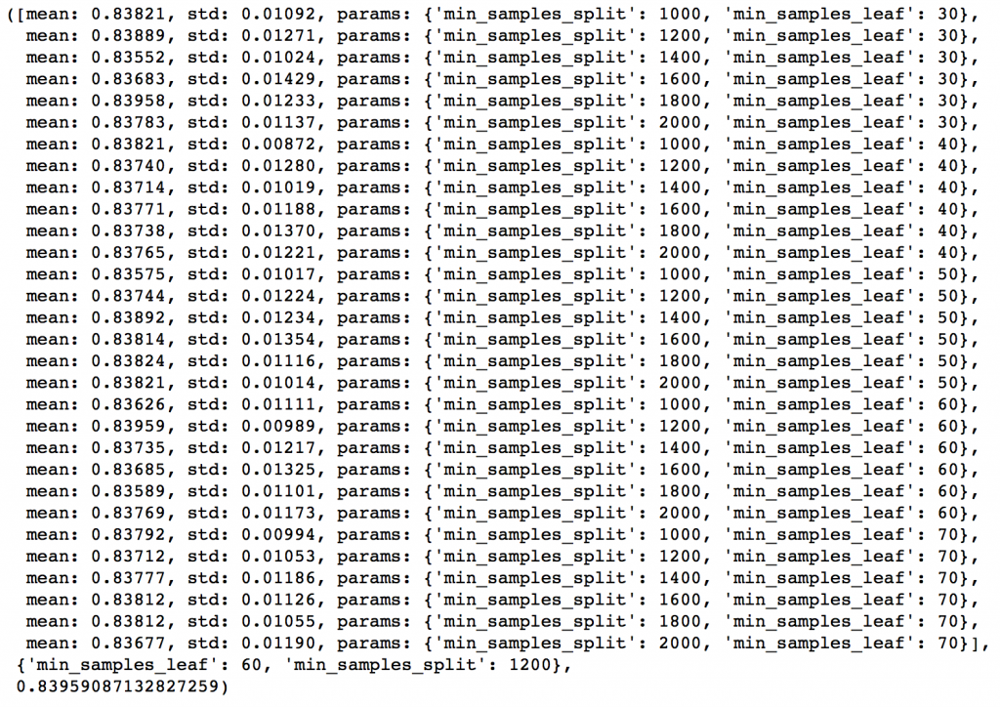 ([mean: 0.83821, std: 0.01092, params: {'min_samples_split': 1000, 'min_samples_leaf': 30},
mean: 0.83889, std: 0.01271, params: {'min_samples_split': 1200, 'min_samples_leaf': 30},
mean: 0.83552, std: 0.01024, params: {'min_samples_split': 1400, 'min_samples_leaf': 30},
mean: 0.83683, std: 0.01429, params: {'min_samples_split': 1600, 'min_samples_leaf': 30},
mean: 0.83958, std: 0.01233, params: {'min_samples_split': 1800, 'min_samples_leaf': 30},
mean: 0.83783, std: 0.01137, params: {'min_samples_split': 2000, 'min_samples_leaf': 30},
mean: 0.83821, std: 0.00872, params: {'min_samples_split': 1000, 'min_samples_leaf': 40},
mean: 0.83740, std: 0.01280, params: {'min_samples_split': 1200, 'min_samples_leaf': 40},
mean: 0.83714, std: 0.01019, params: {'min_samples_split': 1400, 'min_samples_leaf': 40},
mean: 0.83771, std: 0.01188, params: {'min_samples_split': 1600, 'min_samples_leaf': 40},
mean: 0.83738, std: 0.01370, params: {'min_samples_split': 1800, 'min_samples_leaf': 40},
mean: 0.83765, std: 0.01221, params: {'min_samples_split': 2000, 'min_samples_leaf': 40},
mean: 0.83575, std: 0.01017, params: {'min_samples_split': 1000, 'min_samples_leaf': 50},
mean: 0.83744, std: 0.01224, params: {'min_samples_split': 1200, 'min_samples_leaf': 50},
mean: 0.83892, std: 0.01234, params: {'min_samples_split': 1400, 'min_samples_leaf': 50},
mean: 0.83814, std: 0.01354, params: {'min_samples_split': 1600, 'min_samples_leaf': 50},
mean: 0.83824, std: 0.01116, params: {'min_samples_split': 1800, 'min_samples_leaf': 50},
mean: 0.83821, std: 0.01014, params: {'min_samples_split': 2000, 'min_samples_leaf': 50},
mean: 0.83626, std: 0.01111, params: {'min_samples_split': 1000, 'min_samples_leaf': 60},
mean: 0.83959, std: 0.00989, params: {'min_samples_split': 1200, 'min_samples_leaf': 60},
mean: 0.83735, std: 0.01217, params: {'min_samples_split': 1400, 'min_samples_leaf': 60},
mean: 0.83685, std: 0.01325, params: {'min_samples_split': 1600, 'min_samples_leaf': 60},
mean: 0.83589, std: 0.01101, params: {'min_samples_split': 1800, 'min_samples_leaf': 60},
mean: 0.83769, std: 0.01173, params: {'min_samples_split': 2000, 'min_samples_leaf': 60},
mean: 0.83792, std: 0.00994, params: {'min_samples_split': 1000, 'min_samples_leaf': 70},
mean: 0.83712, std: 0.01053, params: {'min_samples_split': 1200, 'min_samples_leaf': 70},
mean: 0.83777, std: 0.01186, params: {'min_samples_split': 1400, 'min_samples_leaf': 70},
mean: 0.83812, std: 0.01126, params: {'min_samples_split': 1600, 'min_samples_leaf': 70},
mean: 0.83812, std: 0.01055, params: {'min_samples_split': 1800, 'min_samples_leaf': 70},
mean: 0.83677, std: 0.01190, params: {'min_samples_split': 2000, 'min_samples_leaf': 70}],
{'min_samples_leaf': 60, 'min_samples_split': 1200},
0.83959087132827259)